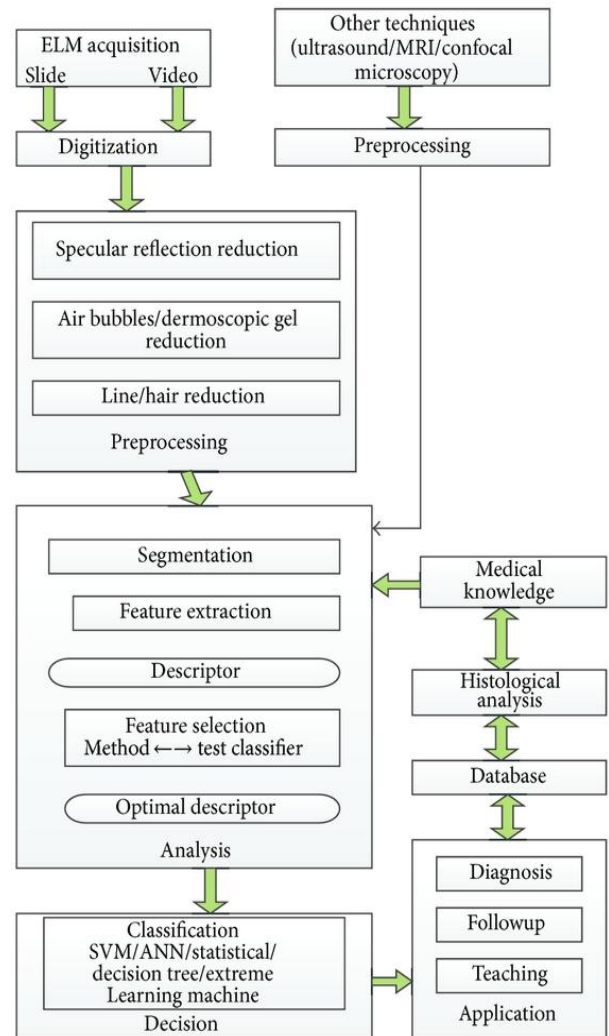 ELM acquisition
Slide Video
Digitization
Other techniques
(ultrasound/MRI/confocal
microscopy)
Preprocessing
Specular reflection reduction
Air bubbles/dermoscopic gel
reduction
Line/hair reduction
Preprocessing
Segmentation
Feature extraction
Descriptor
Feature selection
Method ←→ test classifier
Optimal descriptor
Analysis
Medical
knowledge
Histological
analysis
Database
Classification
SVM/ANN/statistical/
decision tree/extreme
Learning machine
Decision
Diagnosis
Followup
Teaching
Application